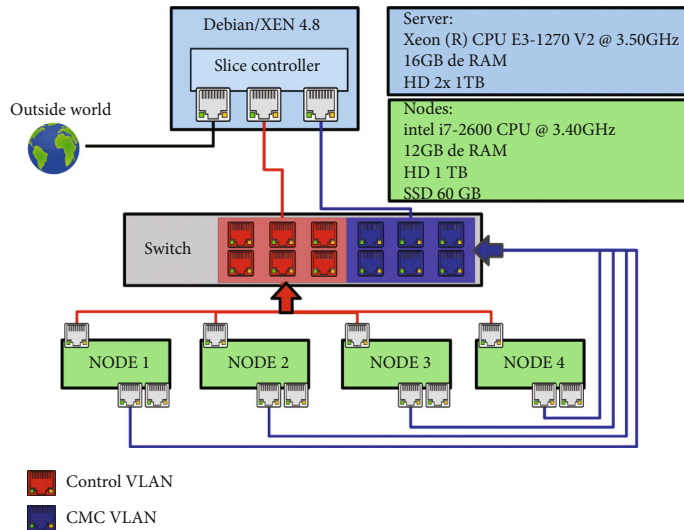 Debian/XEN 4.8
Slice controller
Server:
Xeon (R) CPU E3-1270 V2 @ 3.50GHz
16GB de RAM
HD 2x 1TB
Nodes:
intel i7-2600 CPU @ 3.40GHz
12GB de RAM
HD 1 TB
SSD 60 GB
Outside world
Switch
NODE 1
NODE 2
NODE 3
NODE 4
Control VLAN
CMC VLAN